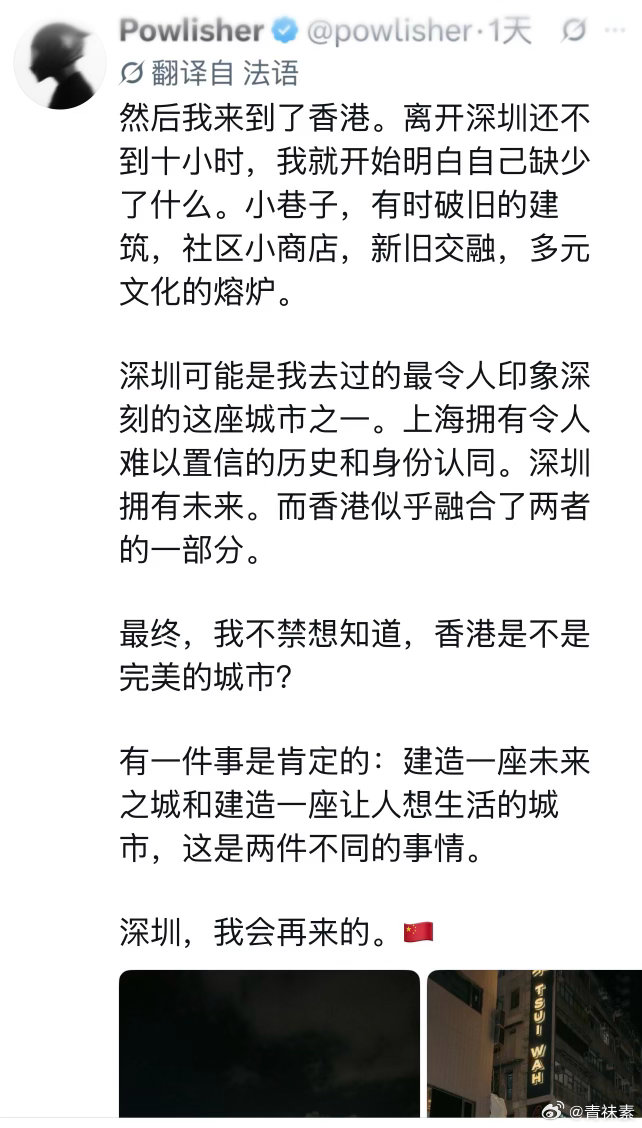 Powlisher @powlisher·1天
翻译自 法语
然后我来到了香港。离开深圳还不
到十小时，我就开始明白自己缺少
了什么。小巷子，有时破旧的建
筑，社区小商店，新旧交融，多元
文化的熔炉。
深圳可能是我去过的最令人印象深
刻的这座城市之一。上海拥有令人
难以置信的历史和身份认同。深圳
拥有未来。而香港似乎融合了两者
的一部分。
最终，我不禁想知道，香港是不是
完美的城市？
有一件事是肯定的：建造一座未来
之城和建造一座让人想生活的城
市，这是两件不同的事情。
深圳，我会再来的。🇨🇳
TSUI WAH
@青袜素